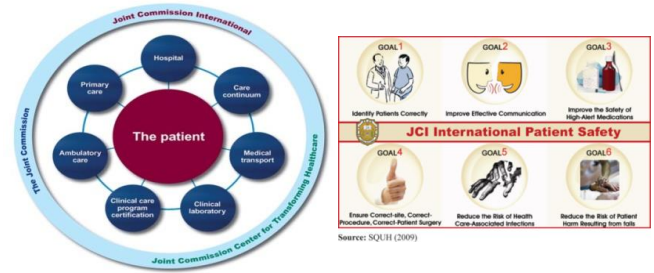 Joint Commission International
The Joint Commission
Joint Commission Center for Transforming Healthcare
Hospital
Primary
care
Care
continuum
The patient
Ambulatory
care
Medical
transport
Clinical care
program
certification
Clinical
laboratory
GOAL1
GOAL2
GOAL3
Identify Patients Correctly
Improve Effective Communication
Improve the Safety of
High-Alert Medications
JCI International Patient Safety
GOAL4
GOAL5
GOAL6
Ensure Correct-site, Correct-
Procedure, Correct-Patient Surgery
Reduce the Risk of Health
Care-Associated Infections
Reduce the Risk of Patient
Harm Resulting from falls
Source: SQUH (2009)